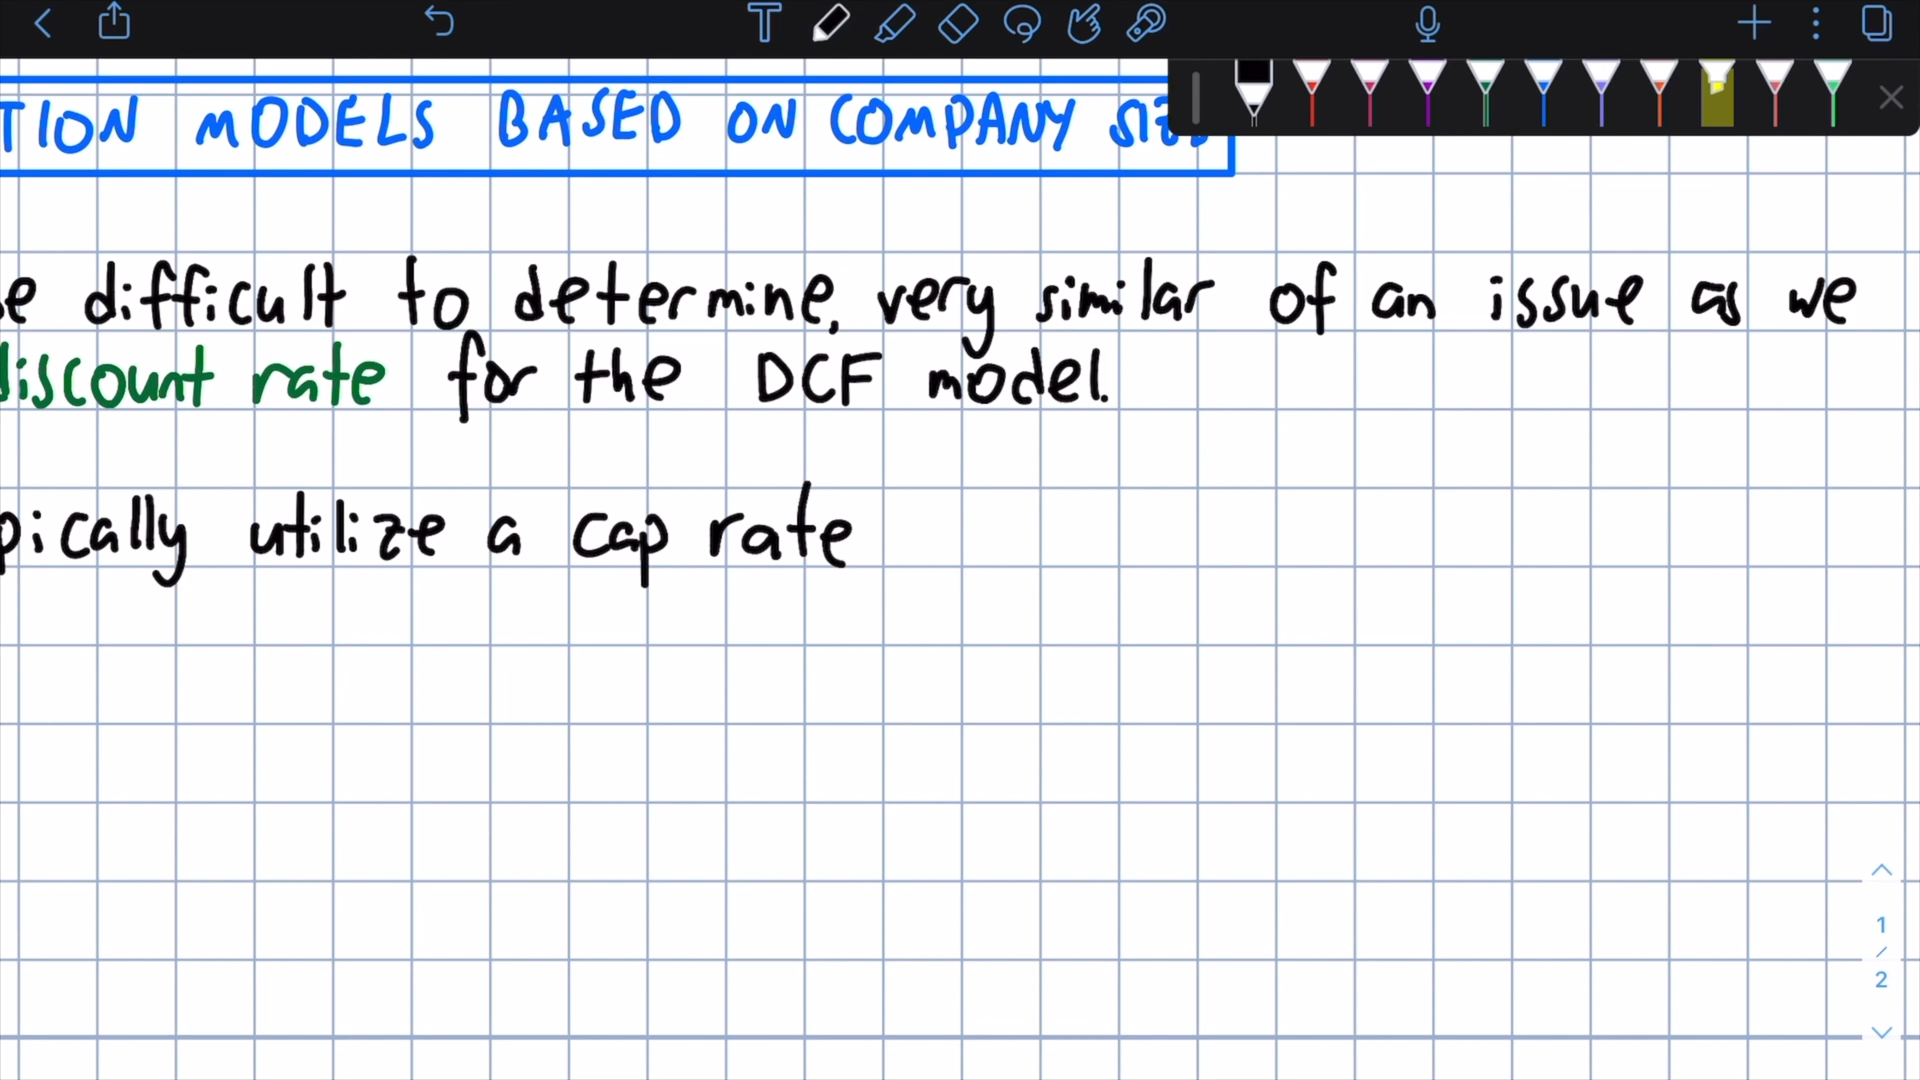 TION MODELS BASED ON COMPANY
e difficult to determine, very similar of an issue as we
discount rate for the DCF model.
pically utilize a cap rate
1
/
2